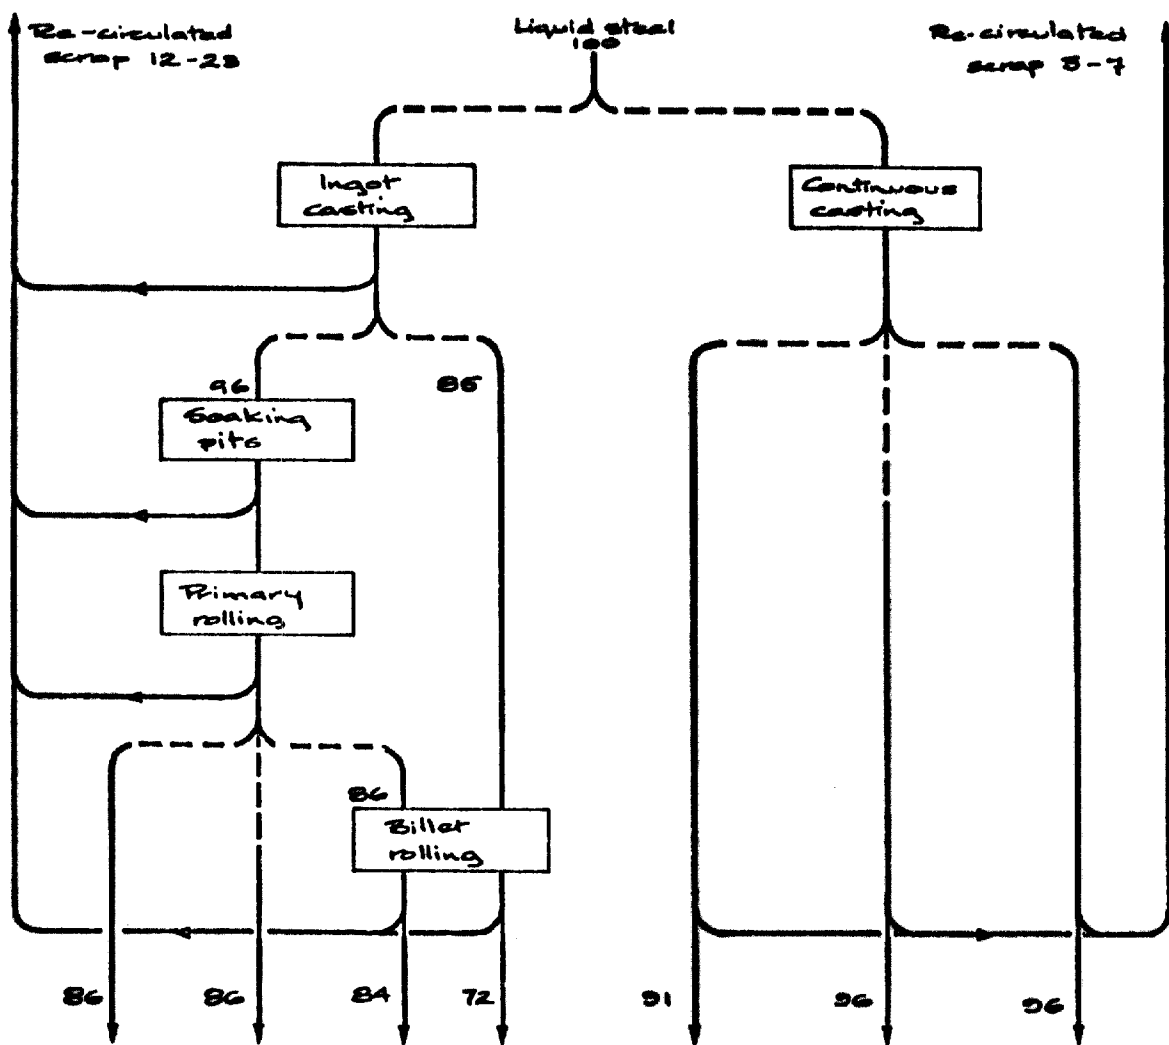 Re-circulated
scrap 12-23
Liquid steel
100
Re-circulated
scrap 5-7
Ingot
casting
Continuous
casting
96
85
Soaking
pits
Primary
rolling
86
Billet
rolling
86
86
84
72
91
96
96